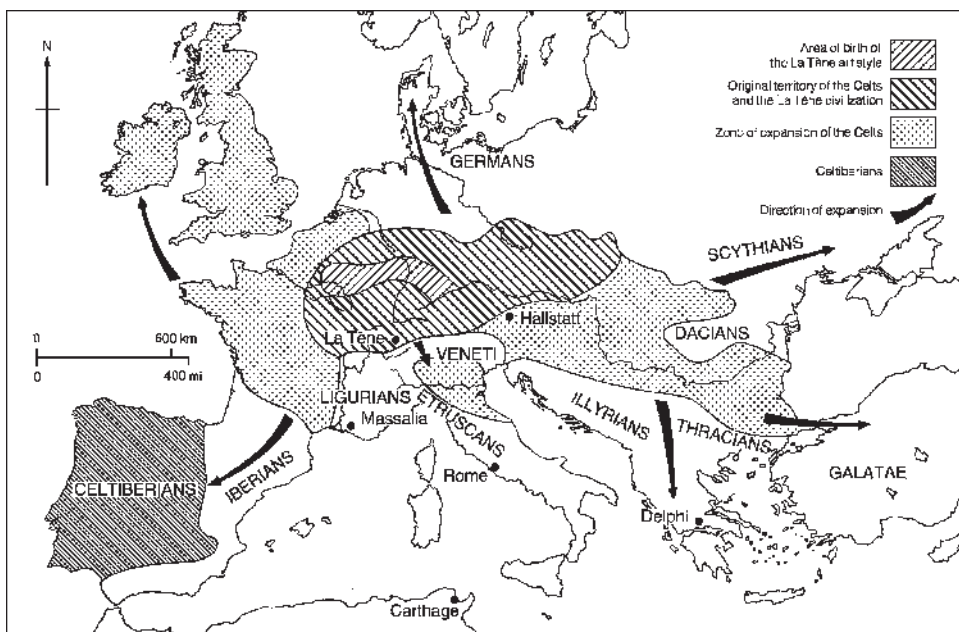 N
Area of birth of
the La Tène art style
Original territory of the Celts
and the La Tène civilization
Zone of expansion of the Celts
Celtiberians
Direction of expansion
GERMANS
SCYTHIANS
0 600 km
0 400 mi
La Tène
Hallstatt
VENETI
DACIANS
LIGURIANS
Massalia
ETRUSCANS
ILLYRIANS
THRACIANS
CELTIBERIANS
IBERIANS
Rome
GALATAE
Delphi
Carthage